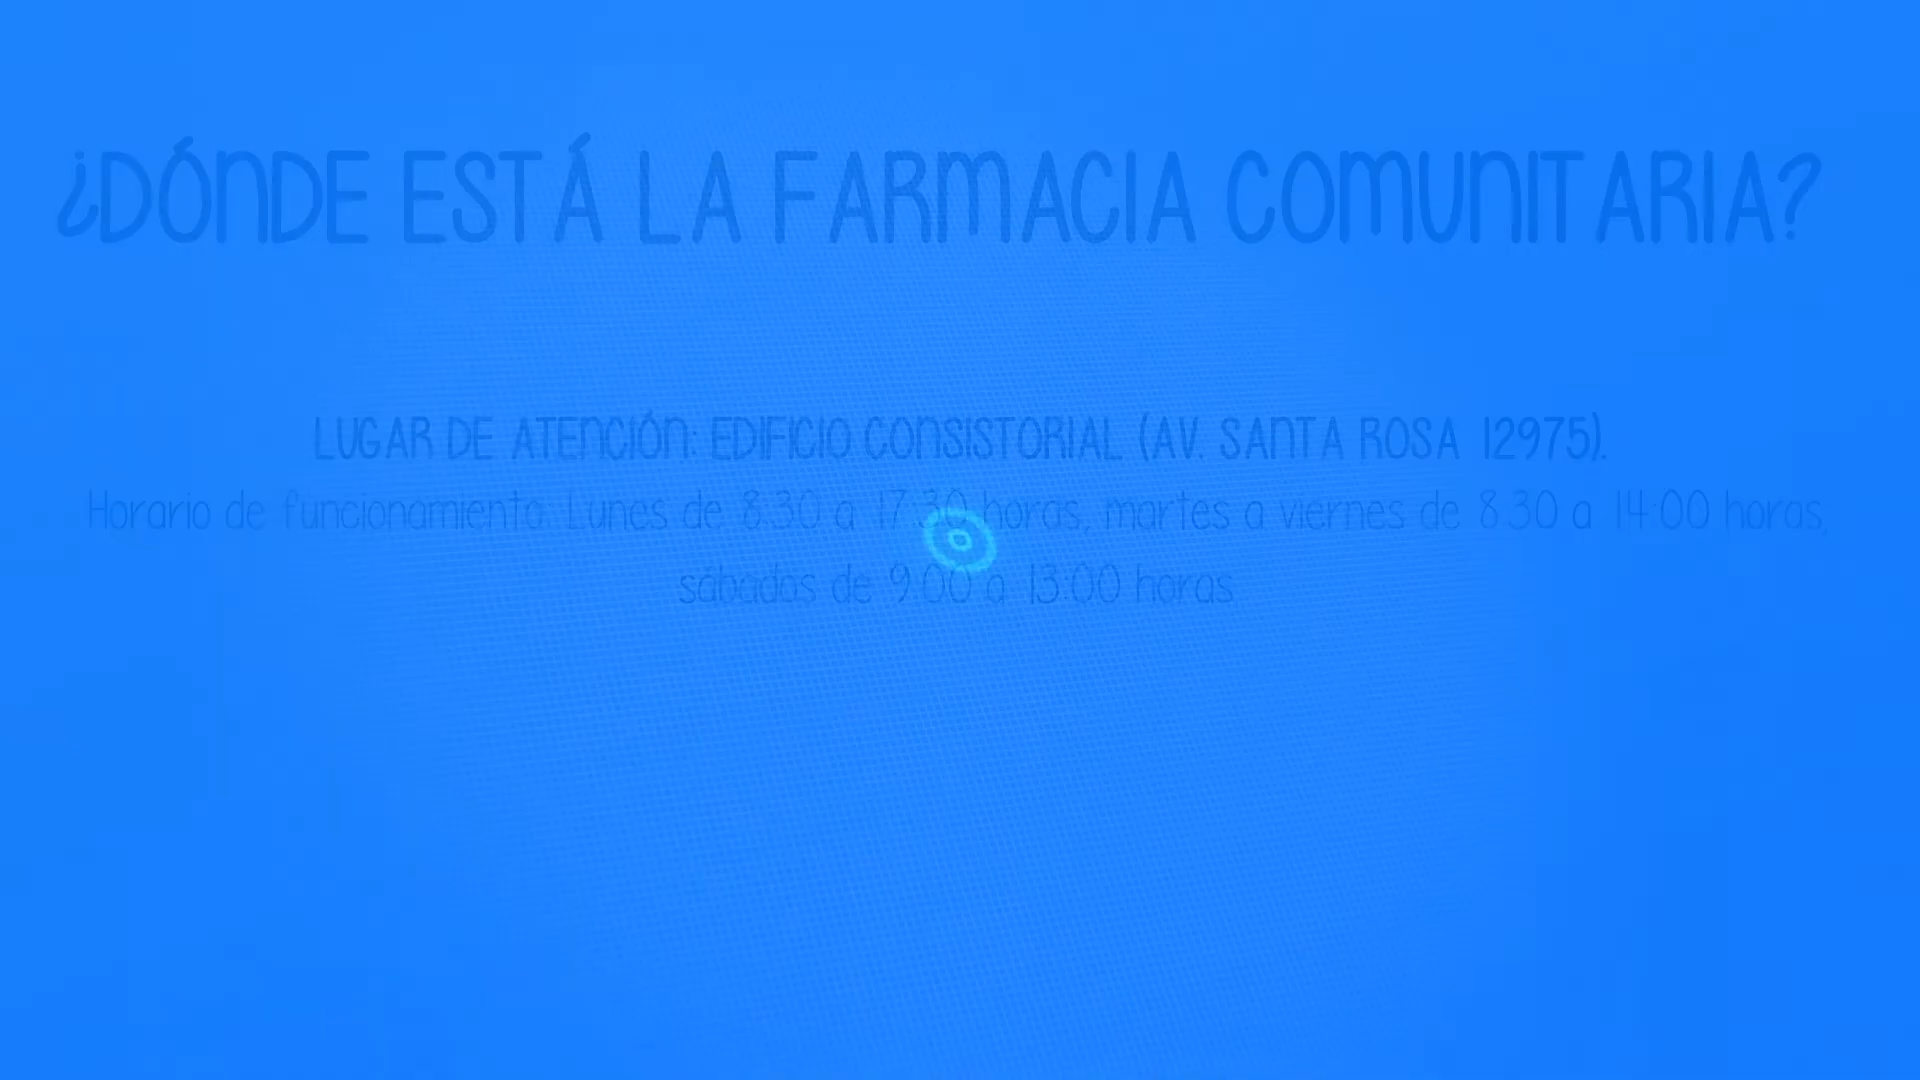 ¿DÓNDE ESTÁ LA FARMACIA COMUNITARIA?
LUGAR DE ATENCIÓN: EDIFICIO CONSISTORIAL (AV. SANTA ROSA 12975).
Horario de funcionamiento: Lunes de 8:30 a 17:30 horas, martes a viernes de 8:30 a 14:00 horas,
sábados de 9:00 a 13:00 horas